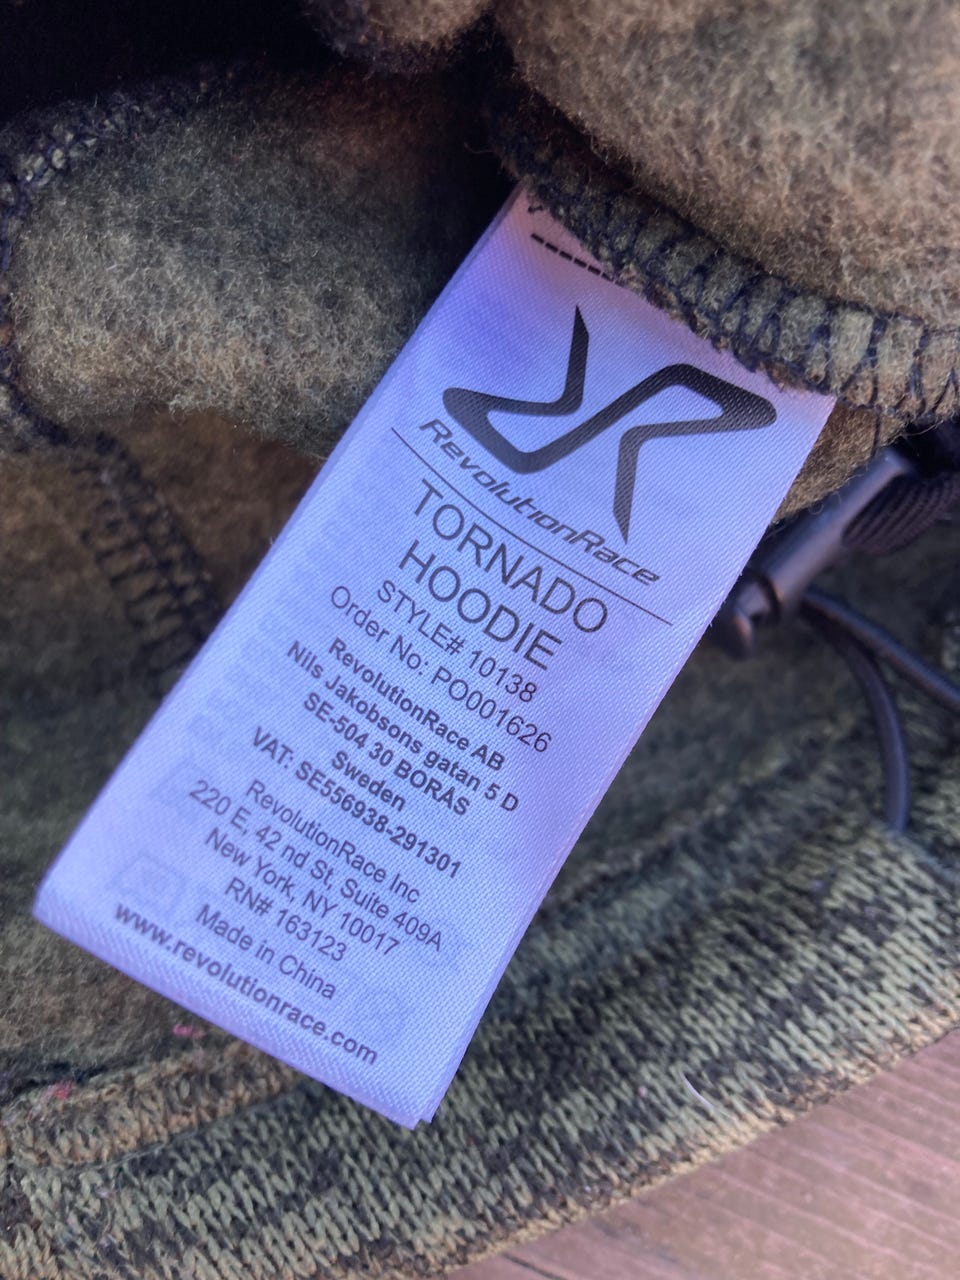 RevolutionRace
TORNADO
HOODIE
STYLE# 10138
Order No: PO001626
RevolutionRace AB
Nils Jakobsons gatan 5 D
SE-504 30 BORÅS
Sweden
VAT: SE556938-291301
RevolutionRace Inc
220 E, 42 nd St, Suite 409A
New York, NY 10017
RN# 163123
Made in China
www.revolutionrace.com